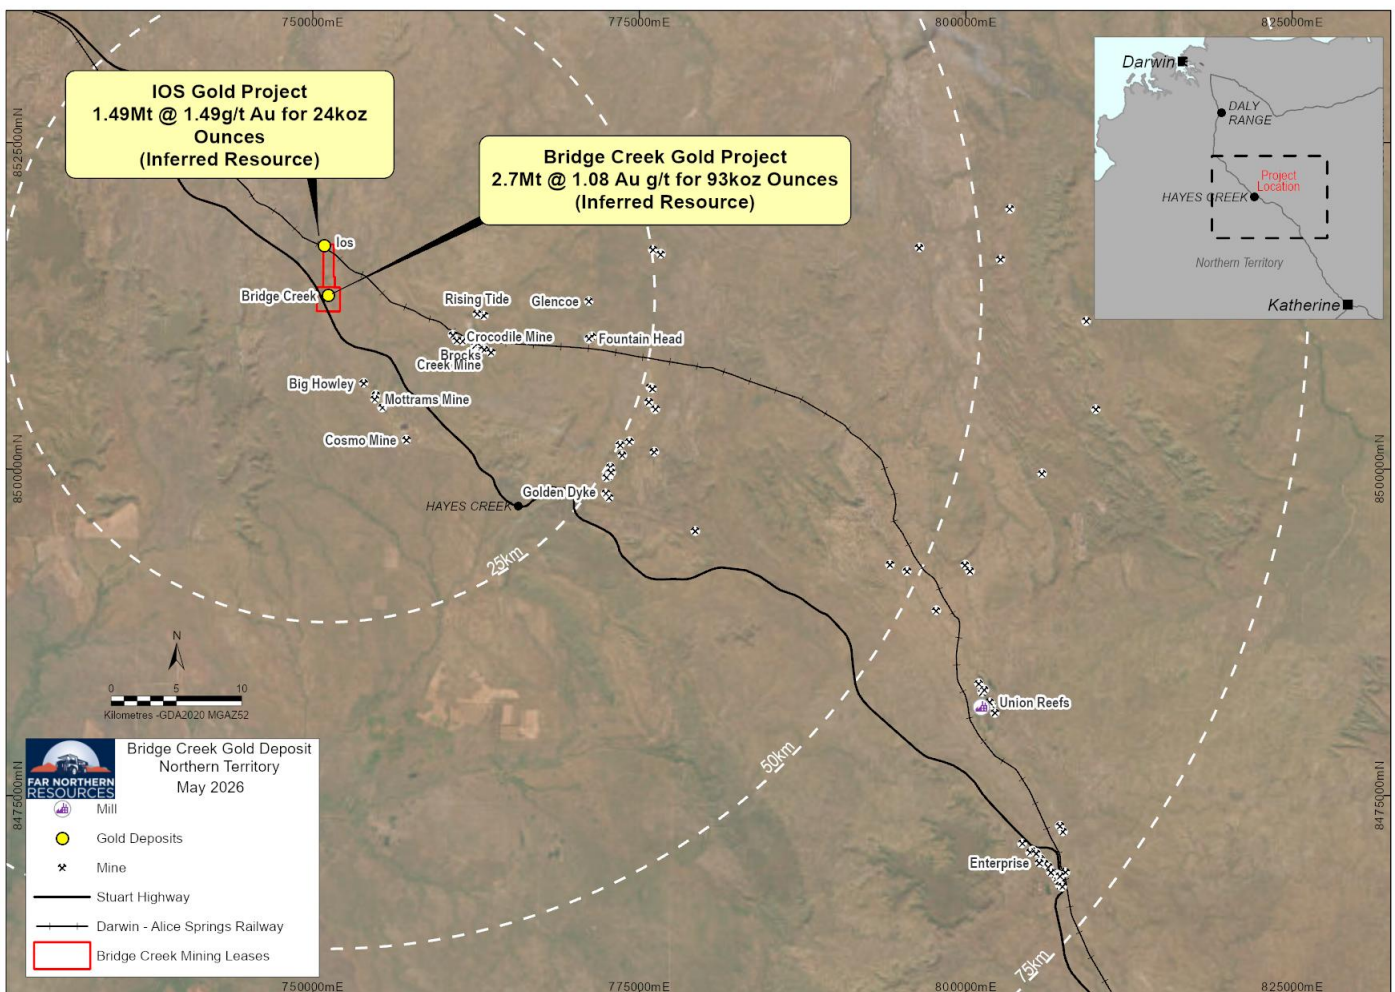 750000mE
775000mE
800000mE
825000mE
8525000mN
8525000mN
8500000mN
8500000mN
8475000mN
8475000mN
IOS Gold Project
1.49Mt @ 1.49g/t Au for 24koz
Ounces
(Inferred Resource)
Bridge Creek Gold Project
2.7Mt @ 1.08 Au g/t for 93koz Ounces
(Inferred Resource)
Darwin
DALY
RANGE
Project
Location
HAYES CREEK
Northern Territory
Katherine
Ios
Bridge Creek
Rising Tide
Glencoe
Crocodile Mine
Fountain Head
Brocks
Creek Mine
Big Howley
Mottrams Mine
Cosmo Mine
Golden Dyke
HAYES CREEK
25km
50km
75km
Union Reefs
Enterprise
N
0 5 10
Kilometres -GDA2020 MGAZ52
FAR NORTHERN
RESOURCES
Bridge Creek Gold Deposit
Northern Territory
May 2026
Mill
Gold Deposits
Mine
Stuart Highway
Darwin - Alice Springs Railway
Bridge Creek Mining Leases
750000mE
775000mE
800000mE
825000mE